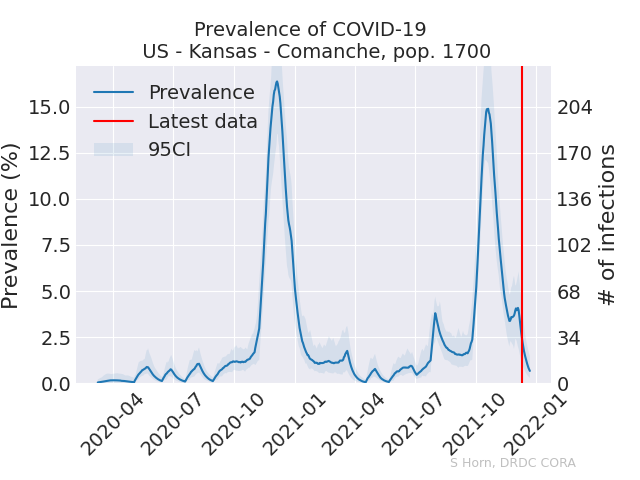 Prevalence of COVID-19
US - Kansas - Comanche, pop. 1700
Prevalence
Latest data
95CI
Prevalence (%)
15.0
12.5
10.0
7.5
5.0
2.5
0.0
204
170
136
102
68
34
0
# of infections
2020-04
2020-07
2020-10
2021-01
2021-04
2021-07
2021-10
2022-01
S Horn, DRDC CORA